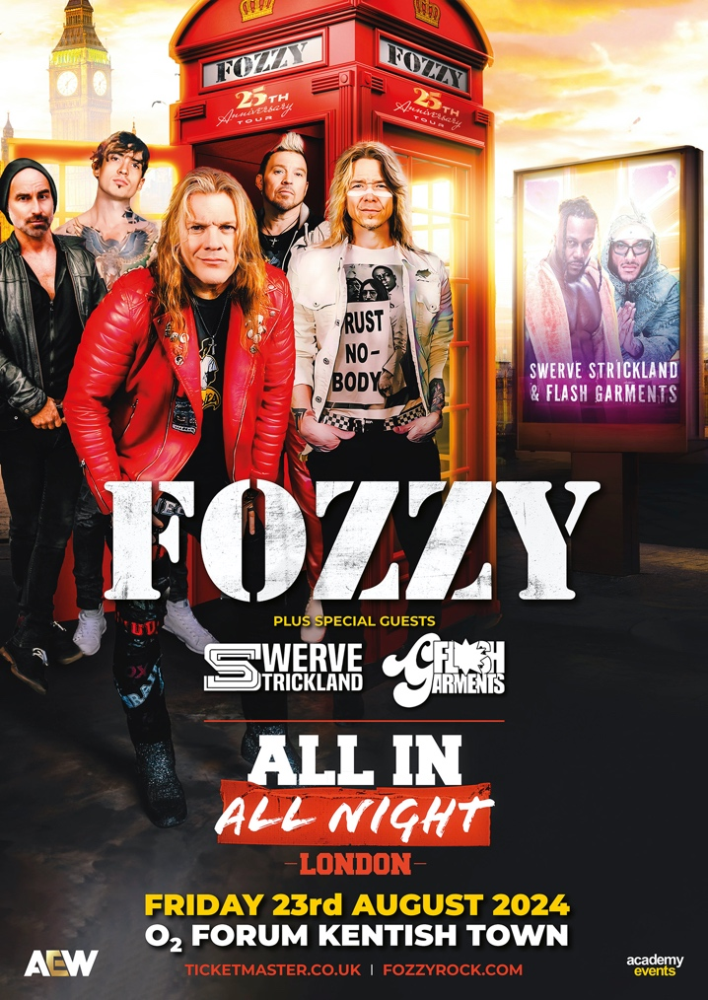 FOZZY
FOZZY
25TH
Anniversary
TOUR
25TH
Anniversary
TOUR
TRUST
NO-
BODY
SWERVE STRICKLAND
& FLASH GARMENTS
FOZZY
PLUS SPECIAL GUESTS
SWERVE
STRICKLAND
FLASH
GARMENTS
ALL IN
ALL NIGHT
LONDON
FRIDAY 23rd AUGUST 2024
O₂ FORUM KENTISH TOWN
AEW
TICKETMASTER.CO.UK | FOZZYROCK.COM
academy
events